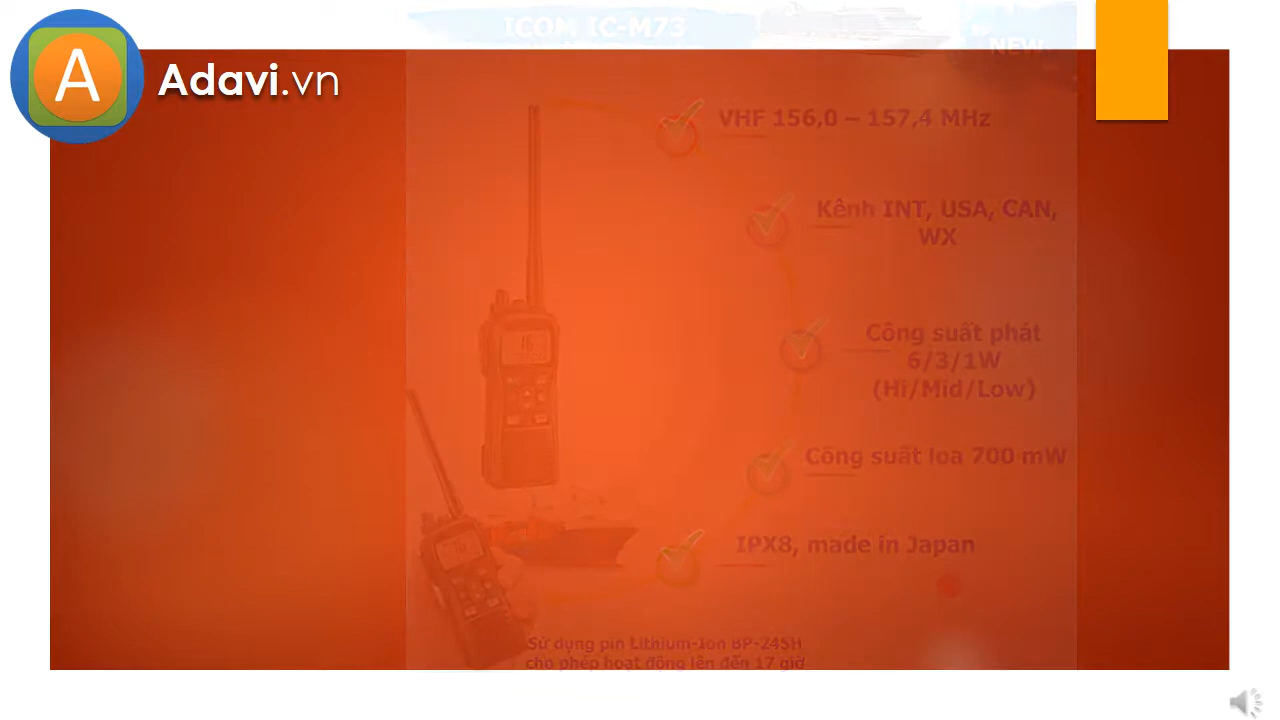 ICOM IC-M73
NEW
A
Adavi.vn
VHF 156,0 – 157,4 MHz
Kênh INT, USA, CAN,
WX
Công suất phát
6/3/1W
(Hi/Mid/Low)
Công suất loa 700 mW
IPX8, made in Japan
Sử dụng pin Lithium-Ion BP-245H
cho phép hoạt động lên đến 17 giờ
16